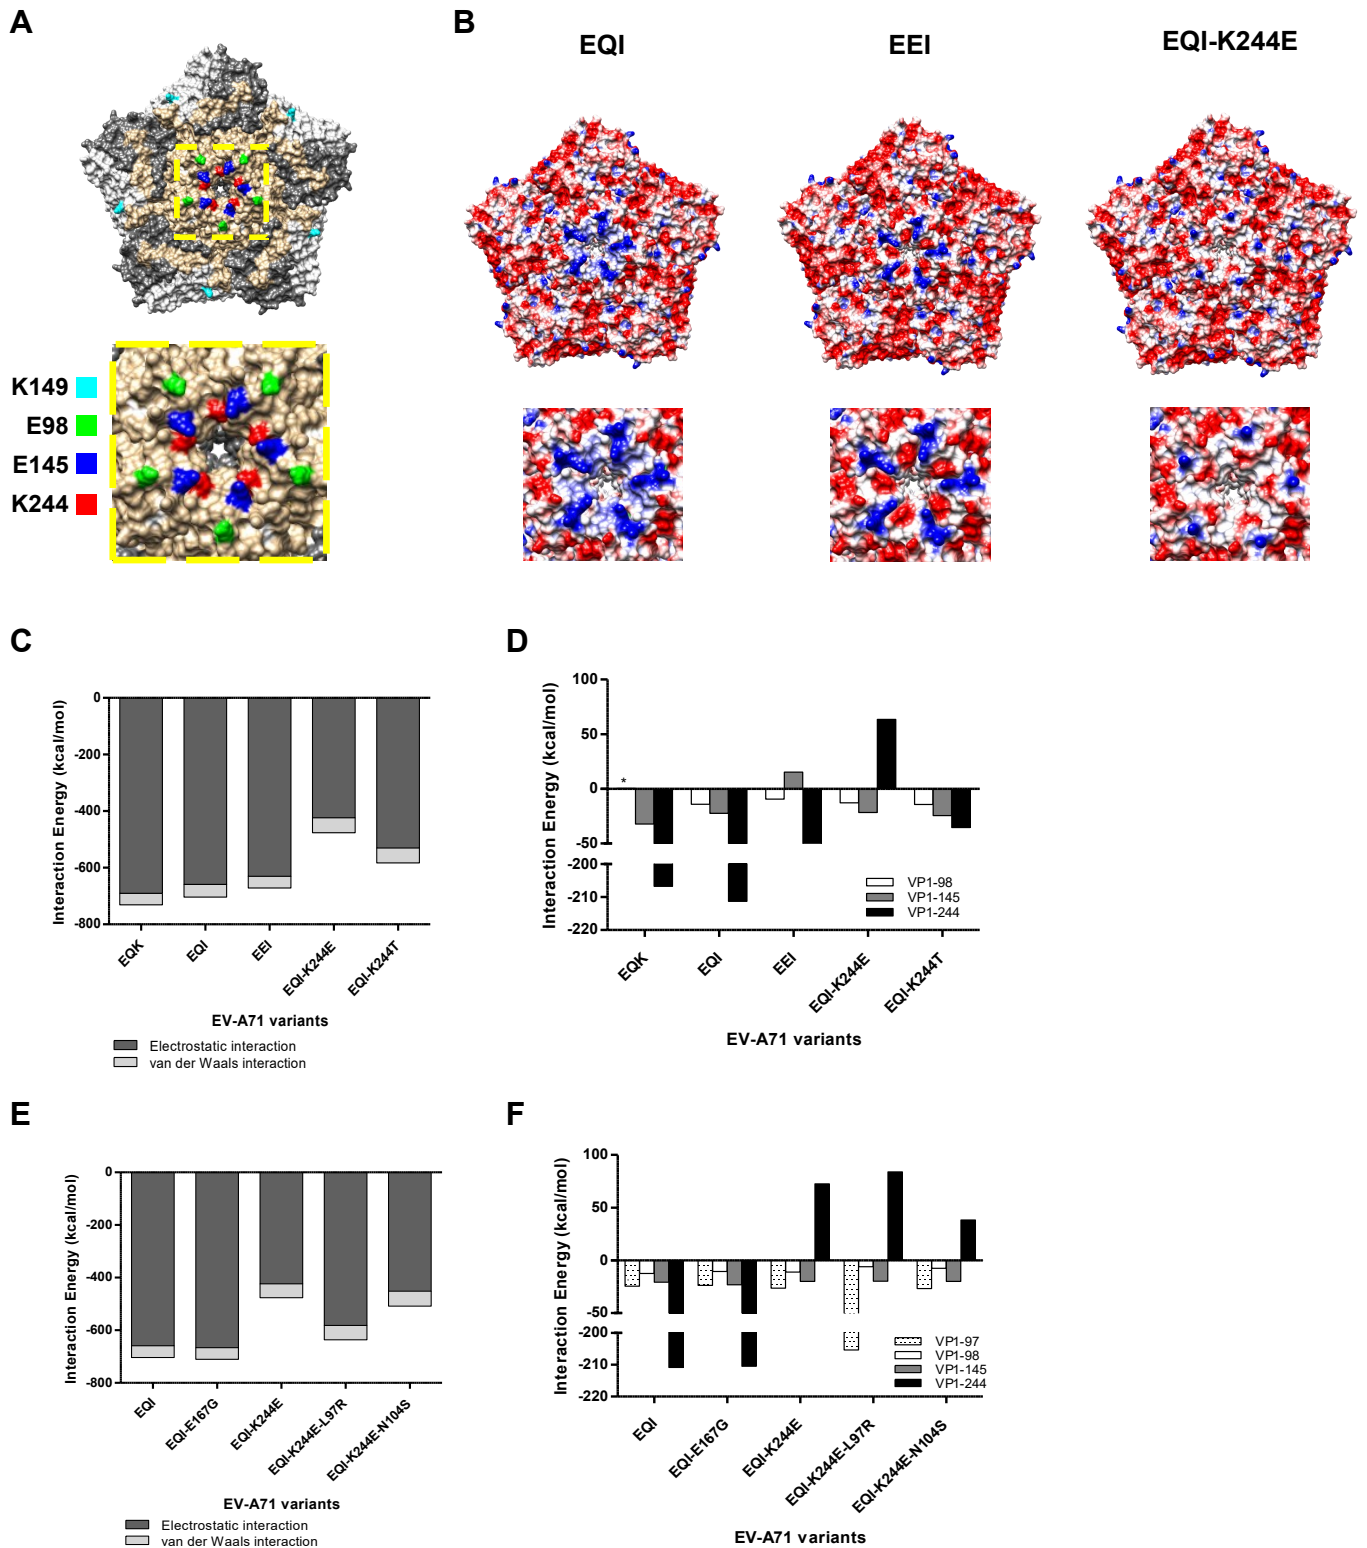 A
B
EQI
EEI
EQI-K244E
K149
E98
E145
K244
C
D
Interaction Energy (kcal/mol)
0
-200
-400
-600
-800
EQK
EQI
EEI
EQI-K244E
EQI-K244T
EV-A71 variants
Electrostatic interaction
van der Waals interaction
Interaction Energy (kcal/mol)
100
50
0
-50
-200
-210
-220
*
VP1-98
VP1-145
VP1-244
EQK
EQI
EEI
EQI-K244E
EQI-K244T
EV-A71 variants
E
F
Interaction Energy (kcal/mol)
0
-200
-400
-600
-800
EQI
EQI-E167G
EQI-K244E
EQI-K244E-L97R
EQI-K244E-N104S
EV-A71 variants
Electrostatic interaction
van der Waals interaction
Interaction Energy (kcal/mol)
100
50
0
-50
-200
-210
-220
VP1-97
VP1-98
VP1-145
VP1-244
EQI
EQI-E167G
EQI-K244E
EQI-K244E-L97R
EQI-K244E-N104S
EV-A71 variants